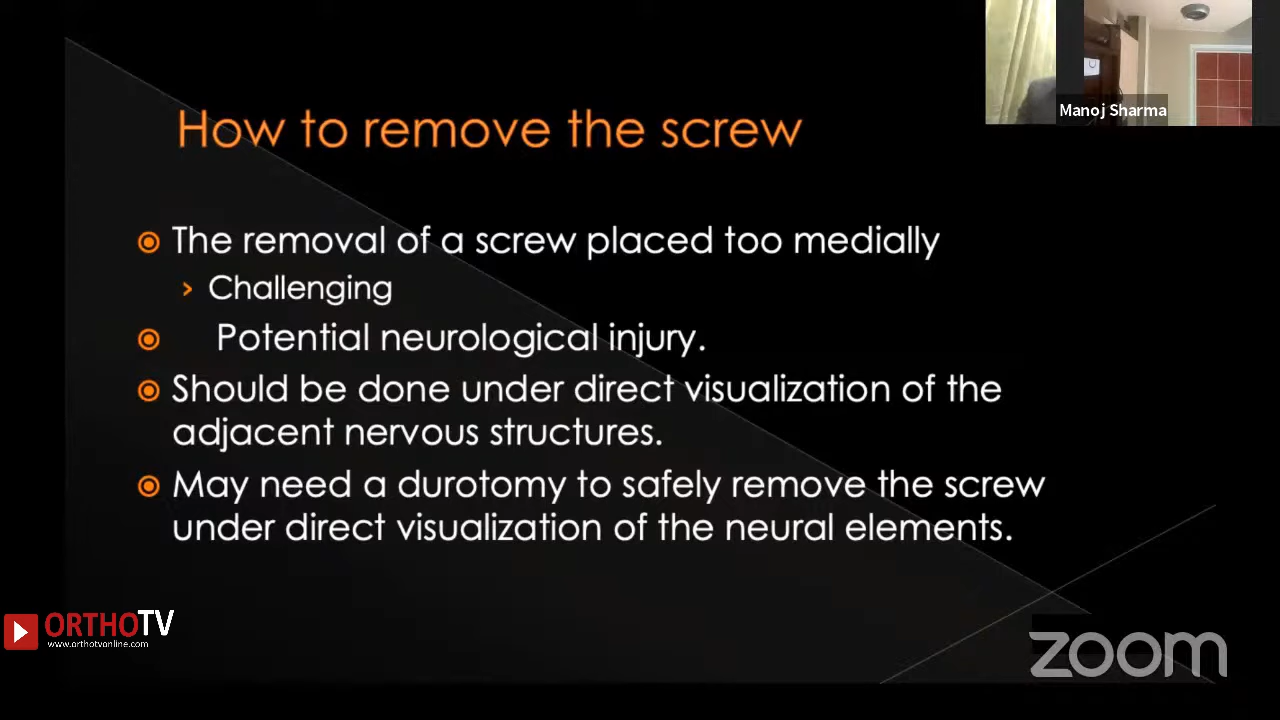 Manoj Sharma
How to remove the screw
The removal of a screw placed too medially
Challenging
Potential neurological injury.
Should be done under direct visualization of the
adjacent nervous structures.
May need a durotomy to safely remove the screw
under direct visualization of the neural elements.
ORTHOTV
www.orthotvonline.com
zoom